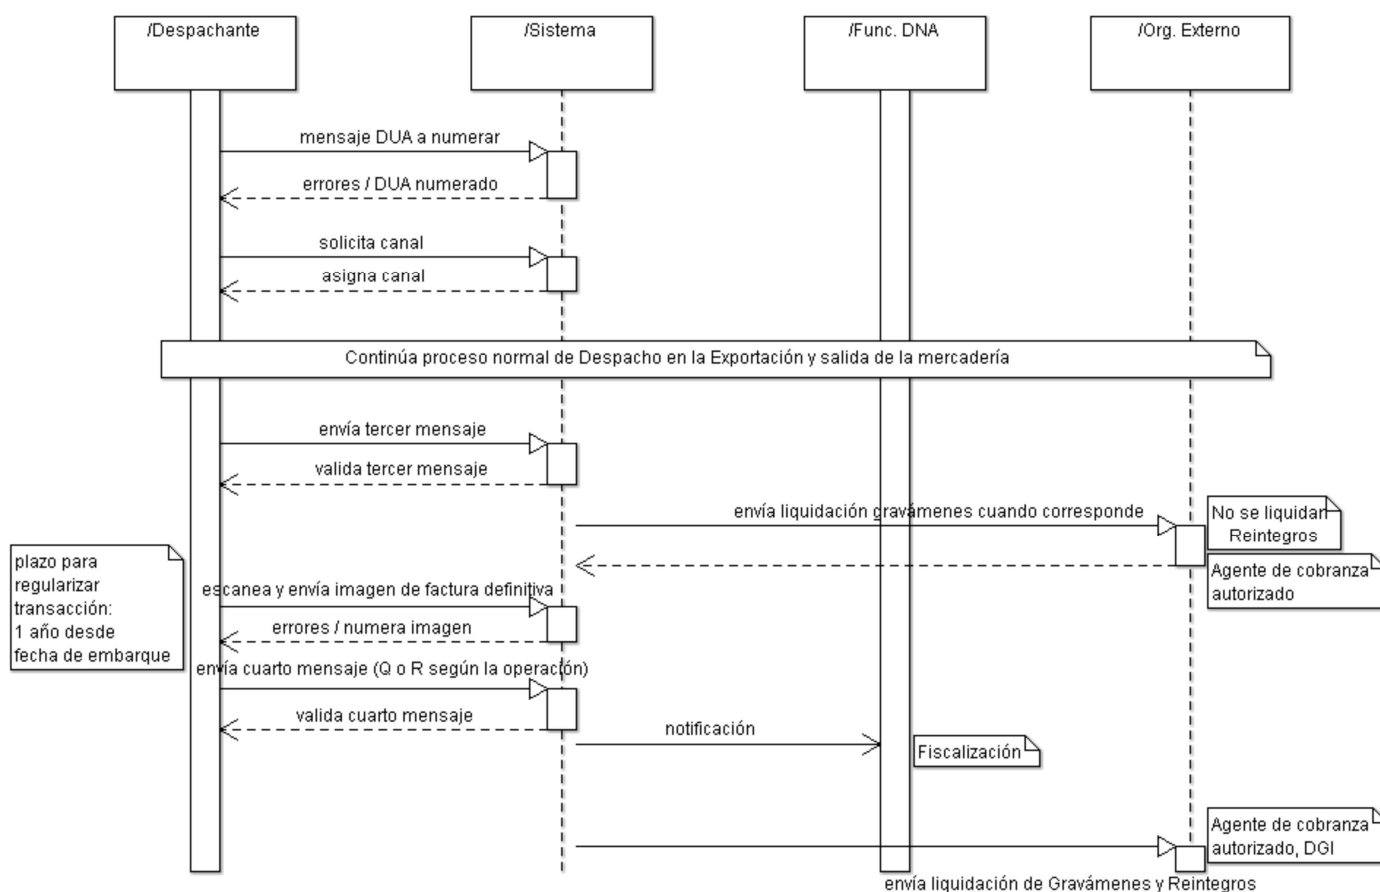 /Despachante
/Sistema
/Func. DNA
/Org. Externo
mensaje DUA a numerar
errores / DUA numerado
solicita canal
asigna canal
Continúa proceso normal de Despacho en la Exportación y salida de la mercadería
envía tercer mensaje
valida tercer mensaje
envía liquidación gravámenes cuando corresponde
No se liquidan
Reintegros
Agente de cobranza
autorizado
plazo para
regularizar
transacción:
1 año desde
fecha de embarque
escanea y envía imagen de factura definitiva
errores / numera imagen
envía cuarto mensaje (Q o R según la operación)
valida cuarto mensaje
notificación
Fiscalización
Agente de cobranza
autorizado, DGI
envía liquidación de Gravámenes y Reintegros